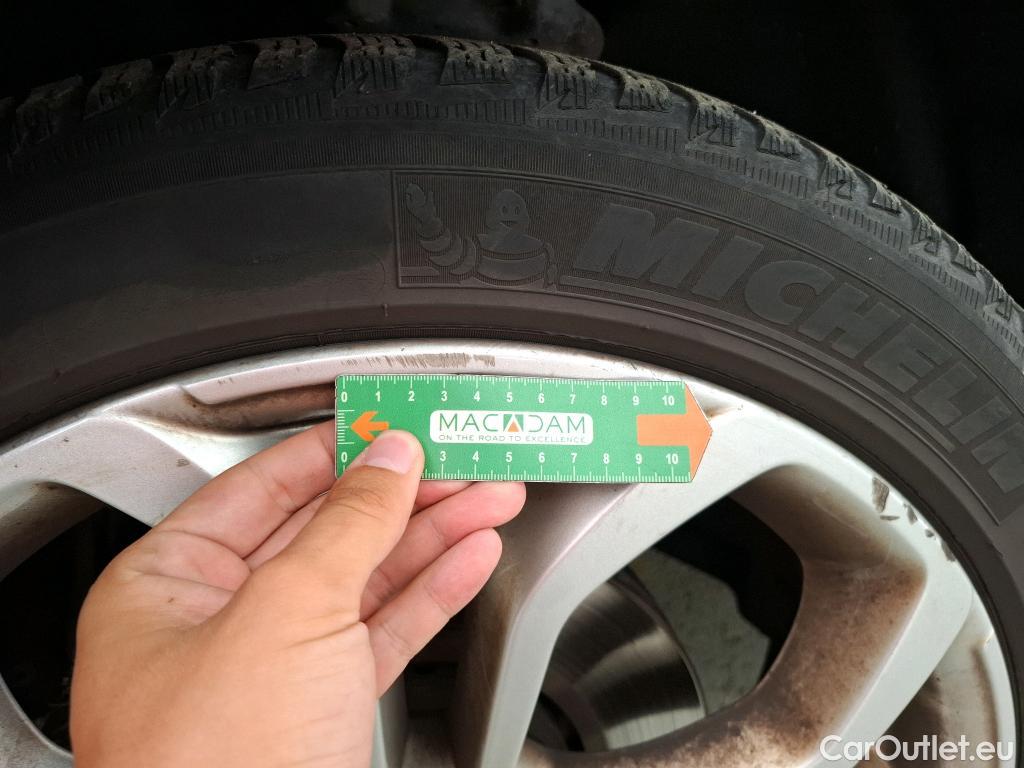 MICHELIN
0 1 2 3 4 5 6 7 8 9 10
MACADAM
ON THE ROAD TO EXCELLENCE
0 3 4 5 6 7 8 9 10
CarOutlet.eu